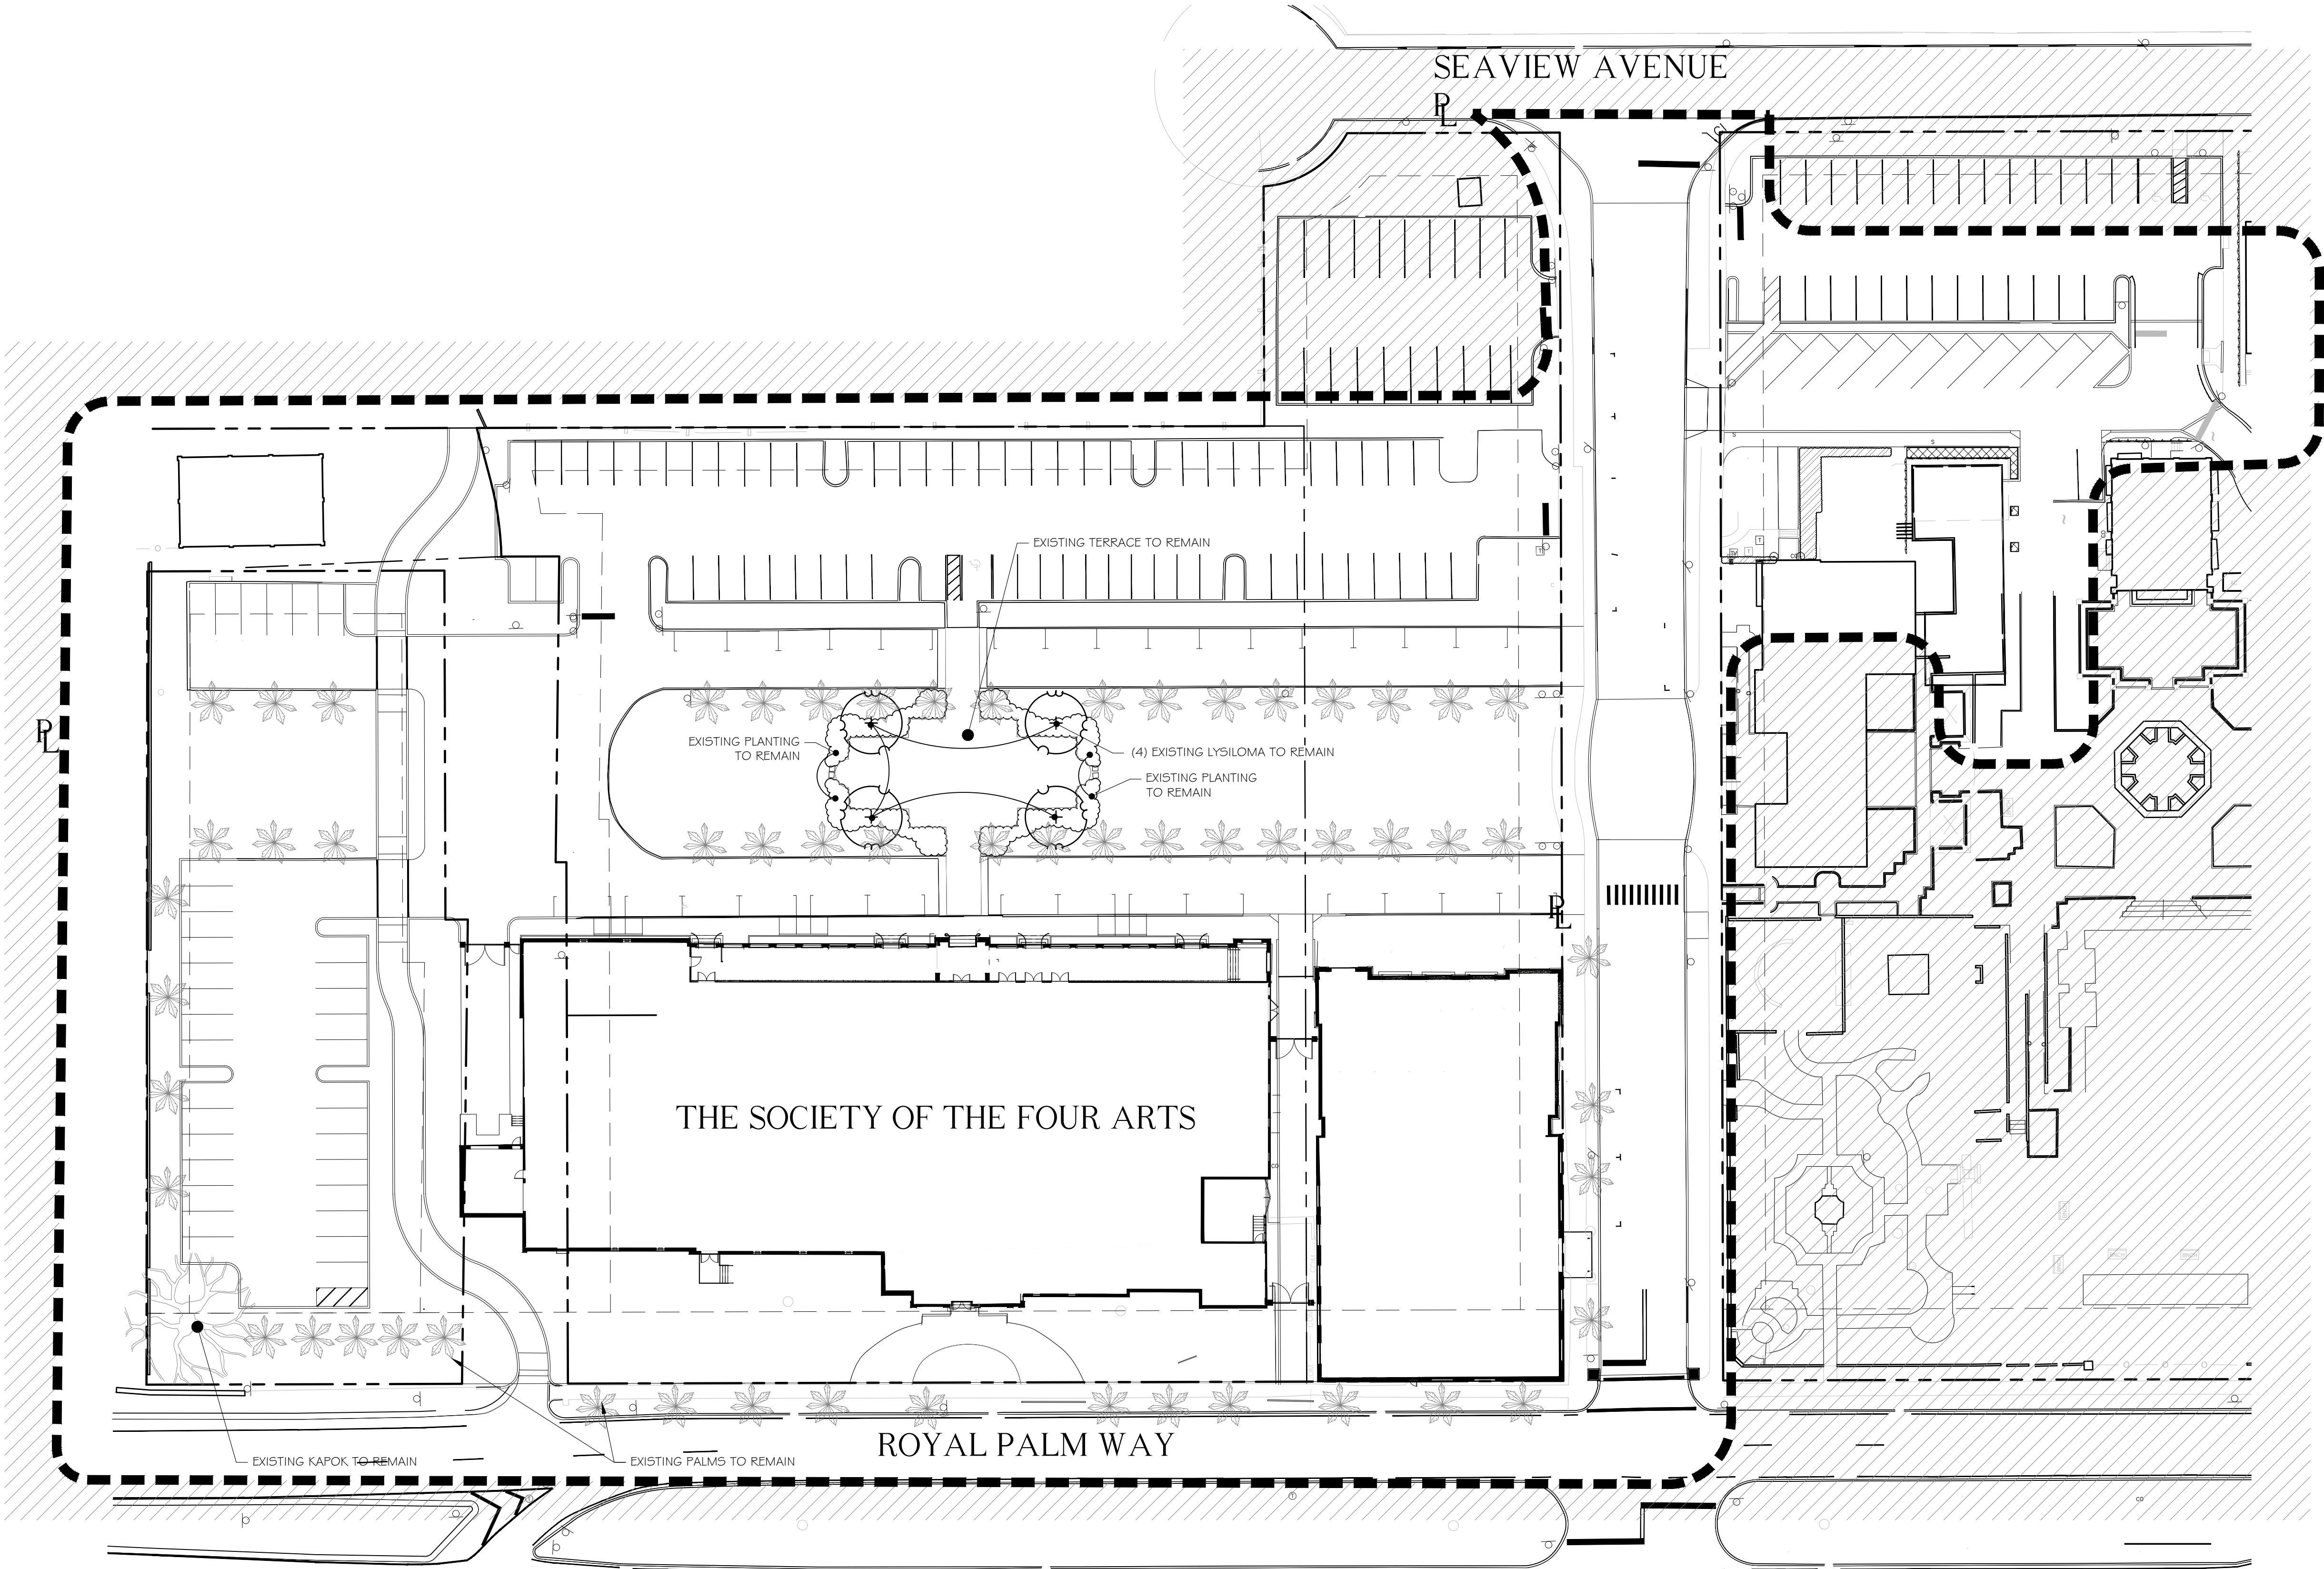 SEAVIEW AVENUE
PL
EXISTING TERRACE TO REMAIN
PL
EXISTING PLANTING
TO REMAIN
(4) EXISTING LYSILOMA TO REMAIN
EXISTING PLANTING
TO REMAIN
PL
THE SOCIETY OF THE FOUR ARTS
ROYAL PALM WAY
EXISTING KAPOK TO REMAIN
EXISTING PALMS TO REMAIN